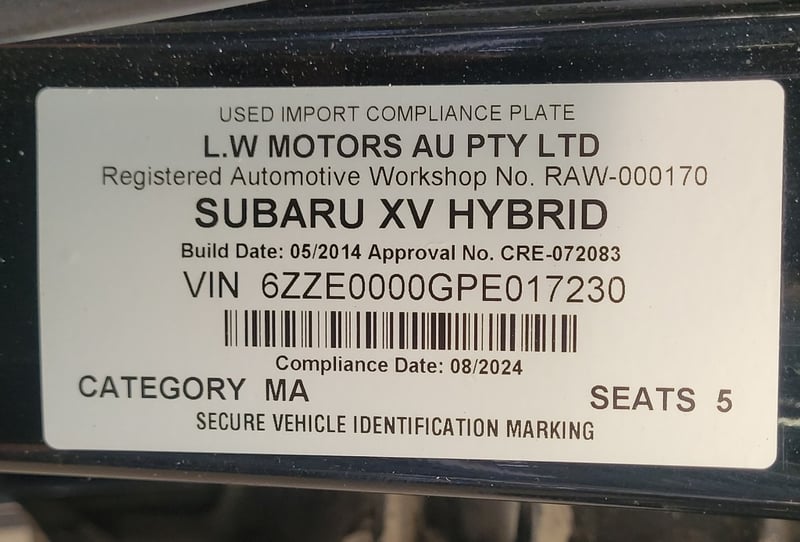 USED IMPORT COMPLIANCE PLATE
L.W MOTORS AU PTY LTD
Registered Automotive Workshop No. RAW-000170
SUBARU XV HYBRID
Build Date: 05/2014 Approval No. CRE-072083
VIN 6ZZE0000GPE017230
Compliance Date: 08/2024
CATEGORY MA SEATS 5
SECURE VEHICLE IDENTIFICATION MARKING